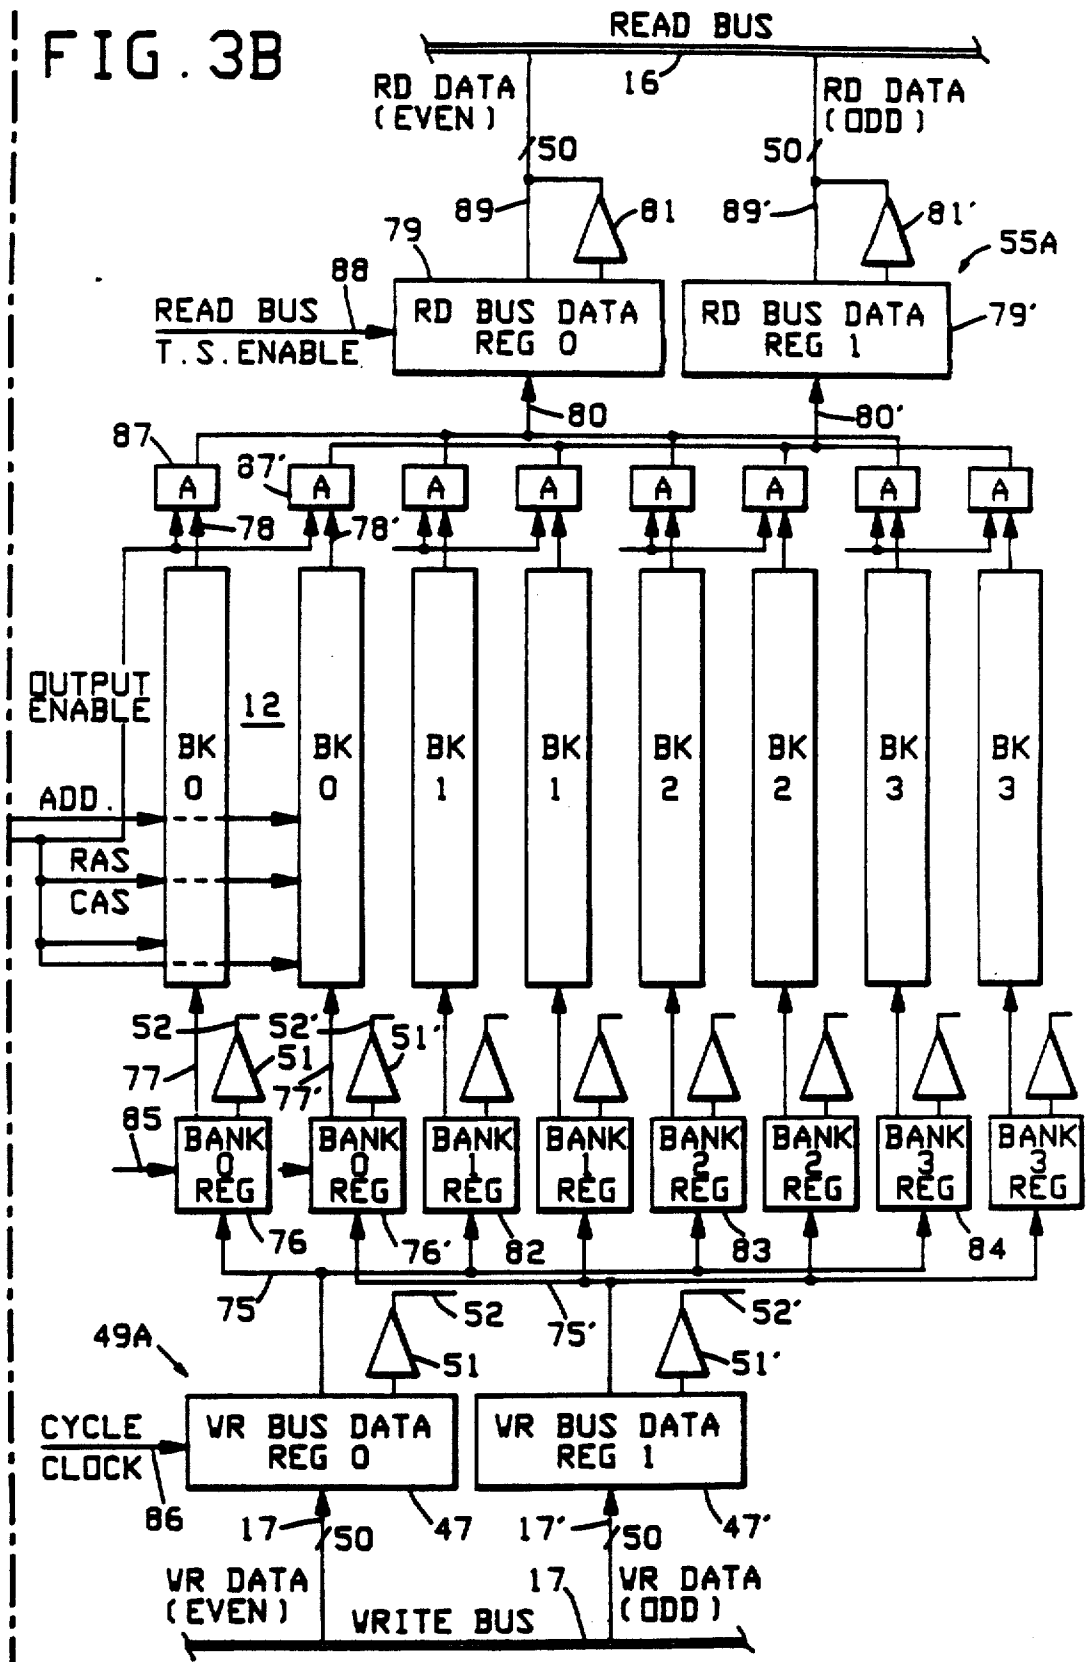 FIG. 3B
READ BUS
16
RD DATA
(EVEN)
RD DATA
(ODD)
50
50
89
81
89′
81′
55A
79
88
READ BUS
T.S.ENABLE
RD BUS DATA
REG 0
RD BUS DATA
REG 1
79′
80
80′
87
87′
A
A
A
A
A
A
A
A
78
78′
OUTPUT
ENABLE
12
BK
0
BK
0
BK
1
BK
1
BK
2
BK
2
BK
3
BK
3
ADD.
RAS
CAS
52
51
52′
51′
77
77′
85
BANK
0
REG
BANK
0
REG
BANK
1
REG
BANK
1
REG
BANK
2
REG
BANK
2
REG
BANK
3
REG
BANK
3
REG
76
76′
82
83
84
75
75′
52
52′
49A
51
51′
CYCLE
CLOCK
86
WR BUS DATA
REG 0
WR BUS DATA
REG 1
17
50
47
17′
50
47′
WR DATA
(EVEN)
17
WR DATA
(ODD)
WRITE BUS